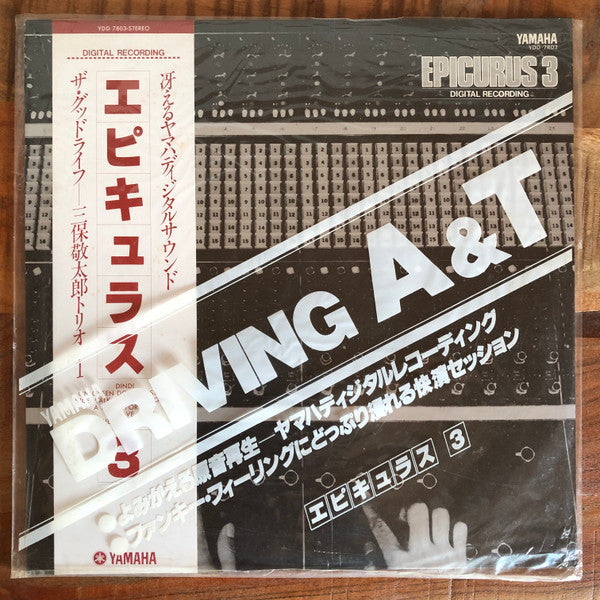 YDD 7803-STEREO
DIGITAL RECORDING
冴えるヤマハディジタルサウンド
エピキュラス
3
ザ・グッドライフ──三保敬太郎トリオ
DINDI
YAMAHA
YAMAHA
YDD 7803
EPICURUS 3
DIGITAL RECORDING
YAMAHA
DRIVING A&T
●よみがえる原音再生──ヤマハディジタルレコーディング
●ファンキー・フィーリングにどっぷり濡れる快演セッション
エピキュラス 3